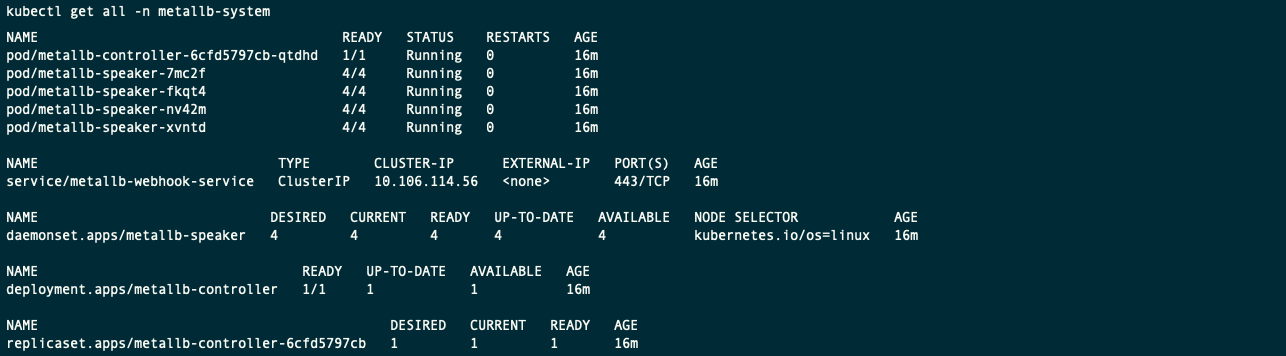 kubectl get all -n metallb-system
NAME                                      READY   STATUS    RESTARTS   AGE
pod/metallb-controller-6cfd5797cb-qtdhd   1/1     Running   0          16m
pod/metallb-speaker-7mc2f                 4/4     Running   0          16m
pod/metallb-speaker-fkqt4                 4/4     Running   0          16m
pod/metallb-speaker-nv42m                 4/4     Running   0          16m
pod/metallb-speaker-xvntd                 4/4     Running   0          16m
NAME                              TYPE        CLUSTER-IP      EXTERNAL-IP   PORT(S)   AGE
service/metallb-webhook-service   ClusterIP   10.106.114.56   <none>        443/TCP   16m
NAME                             DESIRED   CURRENT   READY   UP-TO-DATE   AVAILABLE   NODE SELECTOR            AGE
daemonset.apps/metallb-speaker   4         4         4       4            4           kubernetes.io/os=linux   16m
NAME                                 READY   UP-TO-DATE   AVAILABLE   AGE
deployment.apps/metallb-controller   1/1     1            1           16m
NAME                                            DESIRED   CURRENT   READY   AGE
replicaset.apps/metallb-controller-6cfd5797cb   1         1         1       16m